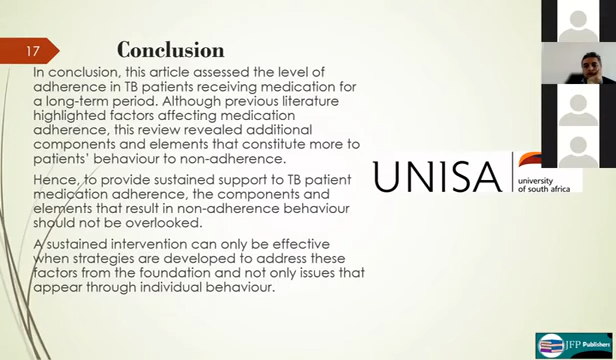 17
Conclusion
In conclusion, this article assessed the level of
adherence in TB patients receiving medication for
a long-term period. Although previous literature
highlighted factors affecting medication
adherence, this review revealed additional
components and elements that constitute more to
patients' behaviour to non-adherence.
Hence, to provide sustained support to TB patient
medication adherence, the components and
elements that result in non-adherence behaviour
should not be overlooked.
A sustained intervention can only be effective
when strategies are developed to address these
factors from the foundation and not only issues that
appear through individual behaviour.
UNISA
university
of south africa
JFP Publishers